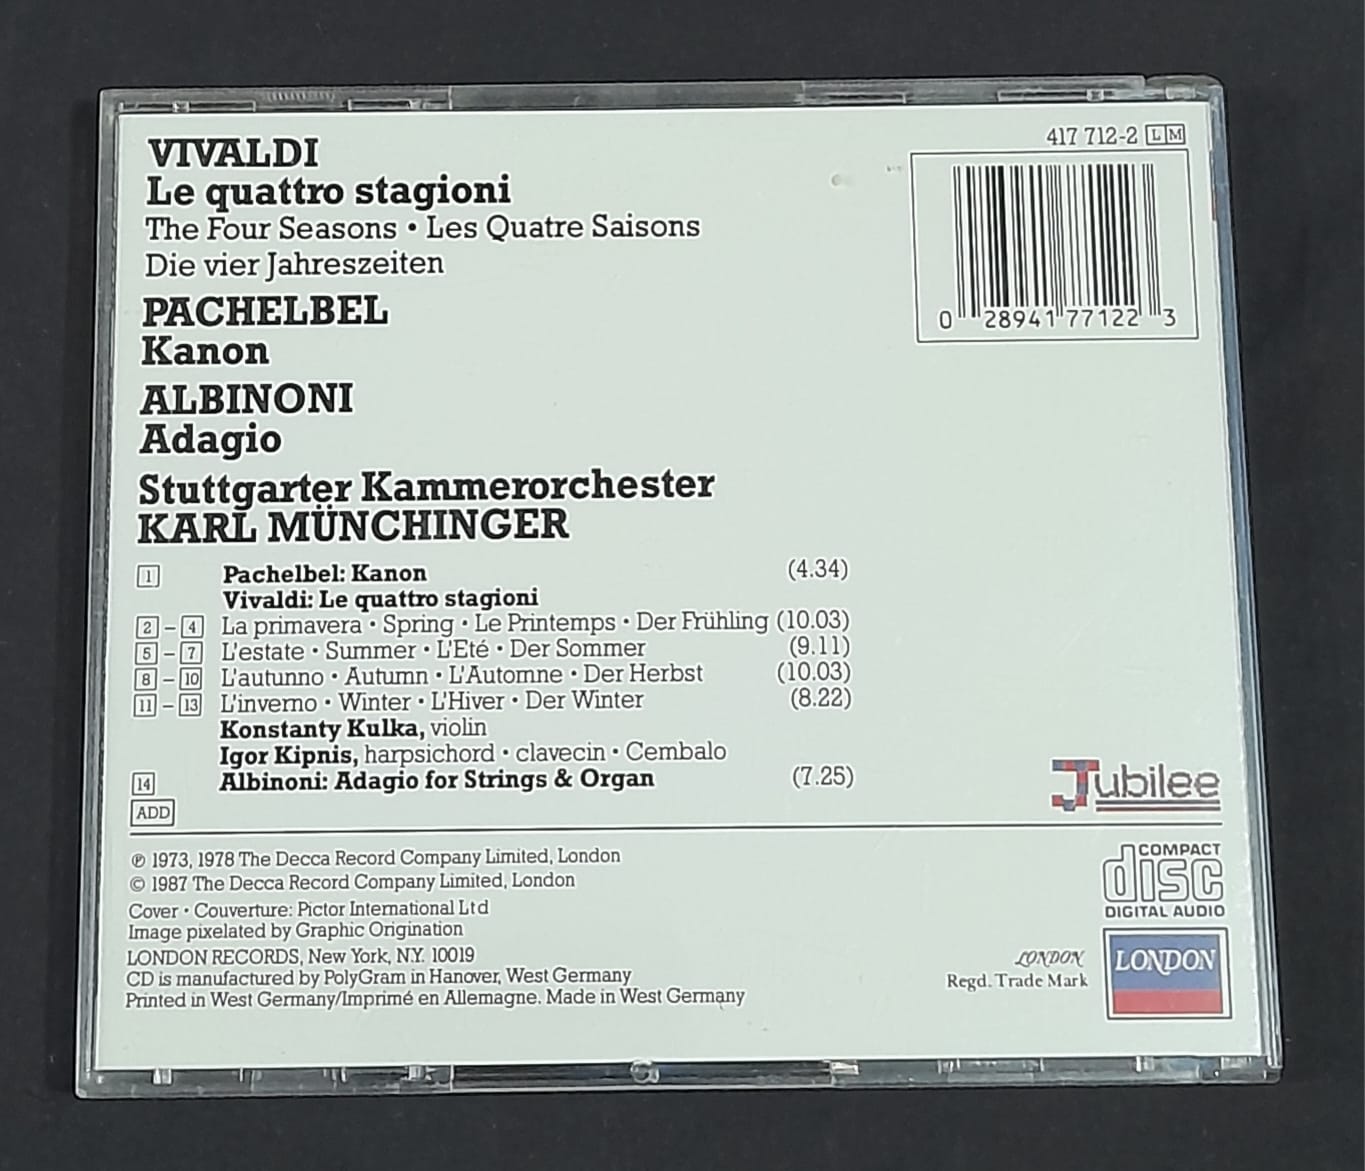 VIVALDI
Le quattro stagioni
The Four Seasons • Les Quatre Saisons
Die vier Jahreszeiten
PACHELBEL
Kanon
ALBINONI
Adagio
Stuttgarter Kammerorchester
KARL MÜNCHINGER
417 712-2 LM
0 28941 77122 3
1 Pachelbel: Kanon (4.34)
Vivaldi: Le quattro stagioni
2 – 4 La primavera • Spring • Le Printemps • Der Frühling (10.03)
5 – 7 L'estate • Summer • L'Eté • Der Sommer (9.11)
8 – 10 L'autunno • Autumn • L'Automne • Der Herbst (10.03)
11 – 13 L'inverno • Winter • L'Hiver • Der Winter (8.22)
Konstanty Kulka, violin
Igor Kipnis, harpsichord • clavecin • Cembalo
14 Albinoni: Adagio for Strings & Organ (7.25)
ADD
Jubilee
℗ 1973, 1978 The Decca Record Company Limited, London
© 1987 The Decca Record Company Limited, London
Cover • Couverture: Pictor International Ltd
Image pixelated by Graphic Origination
LONDON RECORDS, New York, N.Y. 10019
CD is manufactured by PolyGram in Hanover, West Germany
Printed in West Germany/Imprimé en Allemagne. Made in West Germany
COMPACT
disc
DIGITAL AUDIO
LONDON
Regd. Trade Mark
LONDON